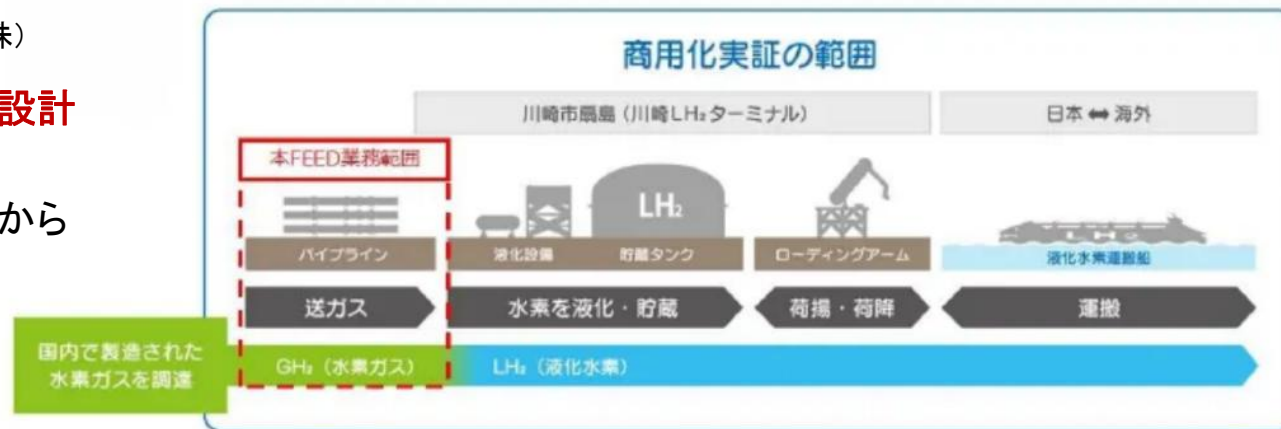 株）
設計
から
商用化実証の範囲
川崎市扇島（川崎LH₂ターミナル）
日本 ⇔ 海外
本FEED業務範囲
LH₂
パイプライン
液化設備
貯蔵タンク
ローディングアーム
液化水素運搬船
送ガス
水素を液化・貯蔵
荷揚・荷降
運搬
国内で製造された
水素ガスを調達
GH₂（水素ガス）
LH₂（液化水素）